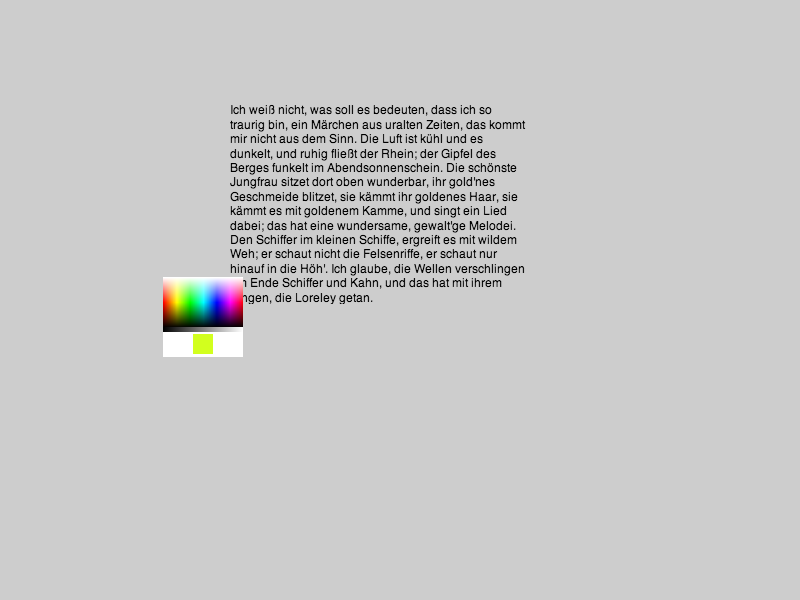 Ich weiß nicht, was soll es bedeuten, dass ich so
traurig bin, ein Märchen aus uralten Zeiten, das kommt
mir nicht aus dem Sinn. Die Luft ist kühl und es
dunkelt, und ruhig fließt der Rhein; der Gipfel des
Berges funkelt im Abendsonnenschein. Die schönste
Jungfrau sitzet dort oben wunderbar, ihr gold'nes
Geschmeide blitzet, sie kämmt ihr goldenes Haar, sie
kämmt es mit goldenem Kamme, und singt ein Lied
dabei; das hat eine wundersame, gewalt'ge Melodei.
Den Schiffer im kleinen Schiffe, ergreift es mit wildem
Weh; er schaut nicht die Felsenriffe, er schaut nur
hinauf in die Höh'. Ich glaube, die Wellen verschlingen
Ende Schiffer und Kahn, und das hat mit ihrem
die Loreley getan.